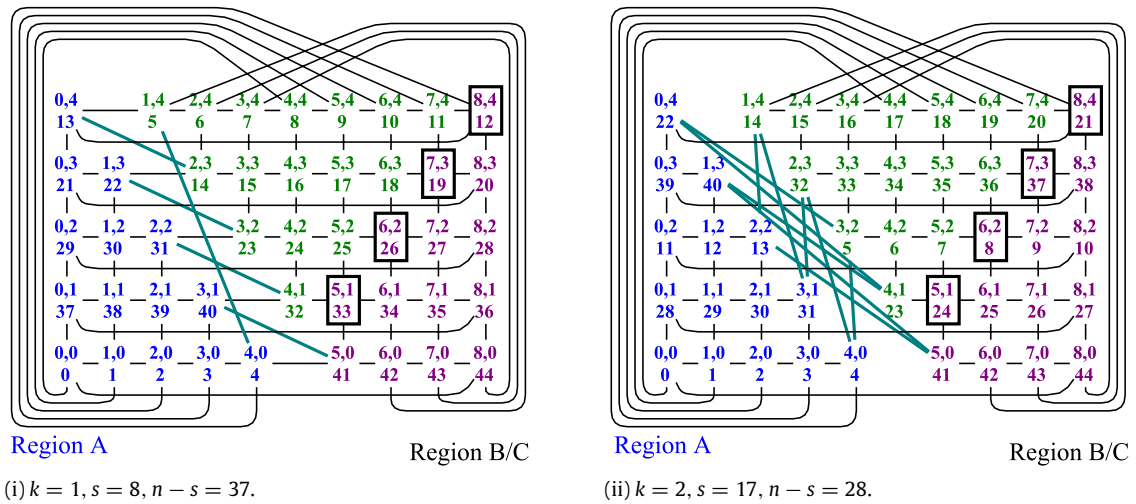 0,4 1,4 2,4 3,4 4,4 5,4 6,4 7,4 8,4
13 5 6 7 8 9 10 11 12
0,3 1,3 2,3 3,3 4,3 5,3 6,3 7,3 8,3
21 22 14 15 16 17 18 19 20
0,2 1,2 2,2 3,2 4,2 5,2 6,2 7,2 8,2
29 30 31 23 24 25 26 27 28
0,1 1,1 2,1 3,1 4,1 5,1 6,1 7,1 8,1
37 38 39 40 32 33 34 35 36
0,0 1,0 2,0 3,0 4,0 5,0 6,0 7,0 8,0
0 1 2 3 4 41 42 43 44
Region A
Region B/C
(i) k = 1, s = 8, n − s = 37.
0,4 1,4 2,4 3,4 4,4 5,4 6,4 7,4 8,4
22 14 15 16 17 18 19 20 21
0,3 1,3 2,3 3,3 4,3 5,3 6,3 7,3 8,3
39 40 32 33 34 35 36 37 38
0,2 1,2 2,2 3,2 4,2 5,2 6,2 7,2 8,2
11 12 13 5 6 7 8 9 10
0,1 1,1 2,1 3,1 4,1 5,1 6,1 7,1 8,1
28 29 30 31 23 24 25 26 27
0,0 1,0 2,0 3,0 4,0 5,0 6,0 7,0 8,0
0 1 2 3 4 41 42 43 44
Region A
Region B/C
(ii) k = 2, s = 17, n − s = 28.